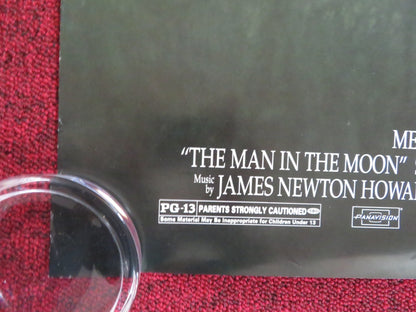 ME
"THE MAN IN THE MOON" S
Music by JAMES NEWTON HOWA
PG-13 PARENTS STRONGLY CAUTIONED
Some Material May Be Inappropriate for Children Under 13
PANAVISION